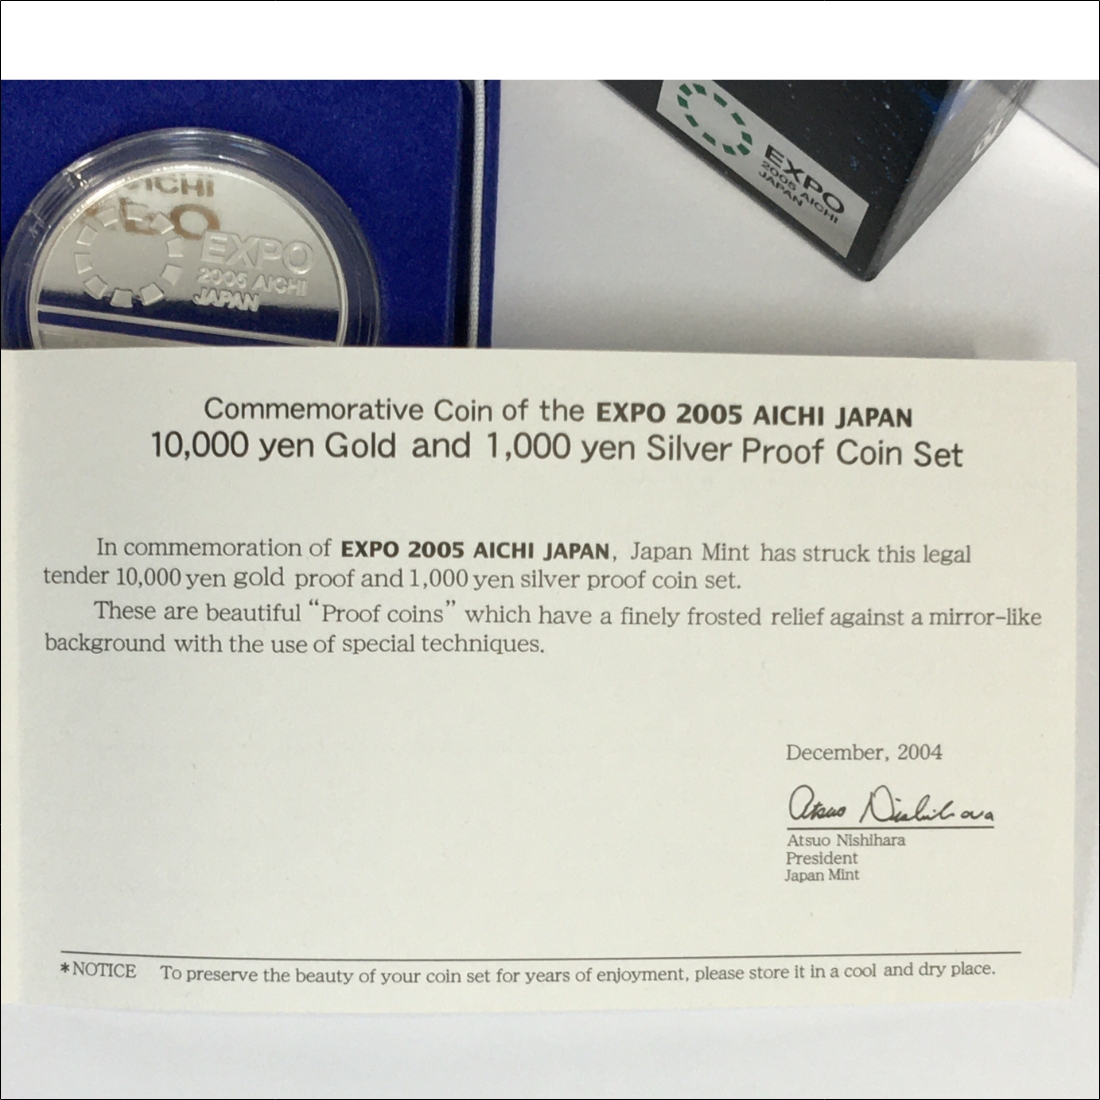 AICHI
EXPO
2005 AICHI
JAPAN
EXPO
2005 AICHI
JAPAN
Commemorative Coin of the EXPO 2005 AICHI JAPAN
10,000 yen Gold and 1,000 yen Silver Proof Coin Set
In commemoration of EXPO 2005 AICHI JAPAN, Japan Mint has struck this legal
tender 10,000 yen gold proof and 1,000 yen silver proof coin set.
These are beautiful “Proof coins” which have a finely frosted relief against a mirror-like
background with the use of special techniques.
December, 2004
Atsuo Nishihara
Atsuo Nishihara
President
Japan Mint
*NOTICE To preserve the beauty of your coin set for years of enjoyment, please store it in a cool and dry place.